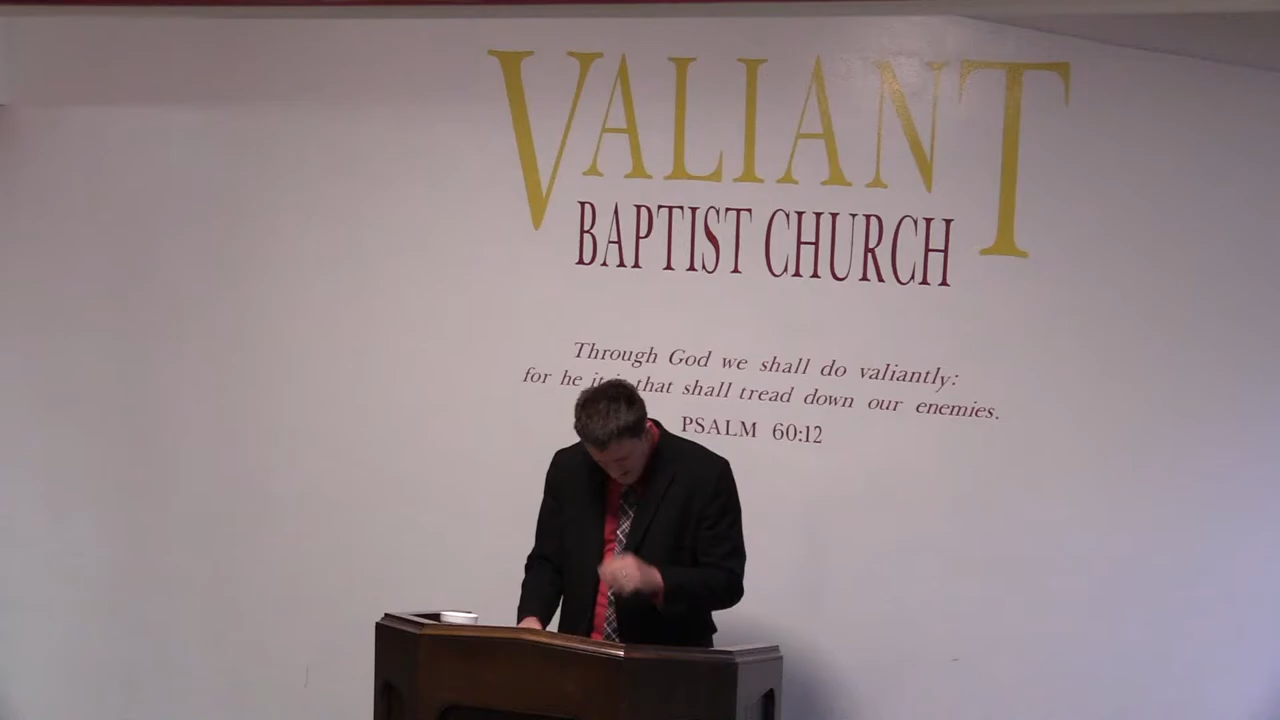 VALIANT
BAPTIST CHURCH
Through God we shall do valiantly:
for he it is that shall tread down our enemies.
PSALM 60:12